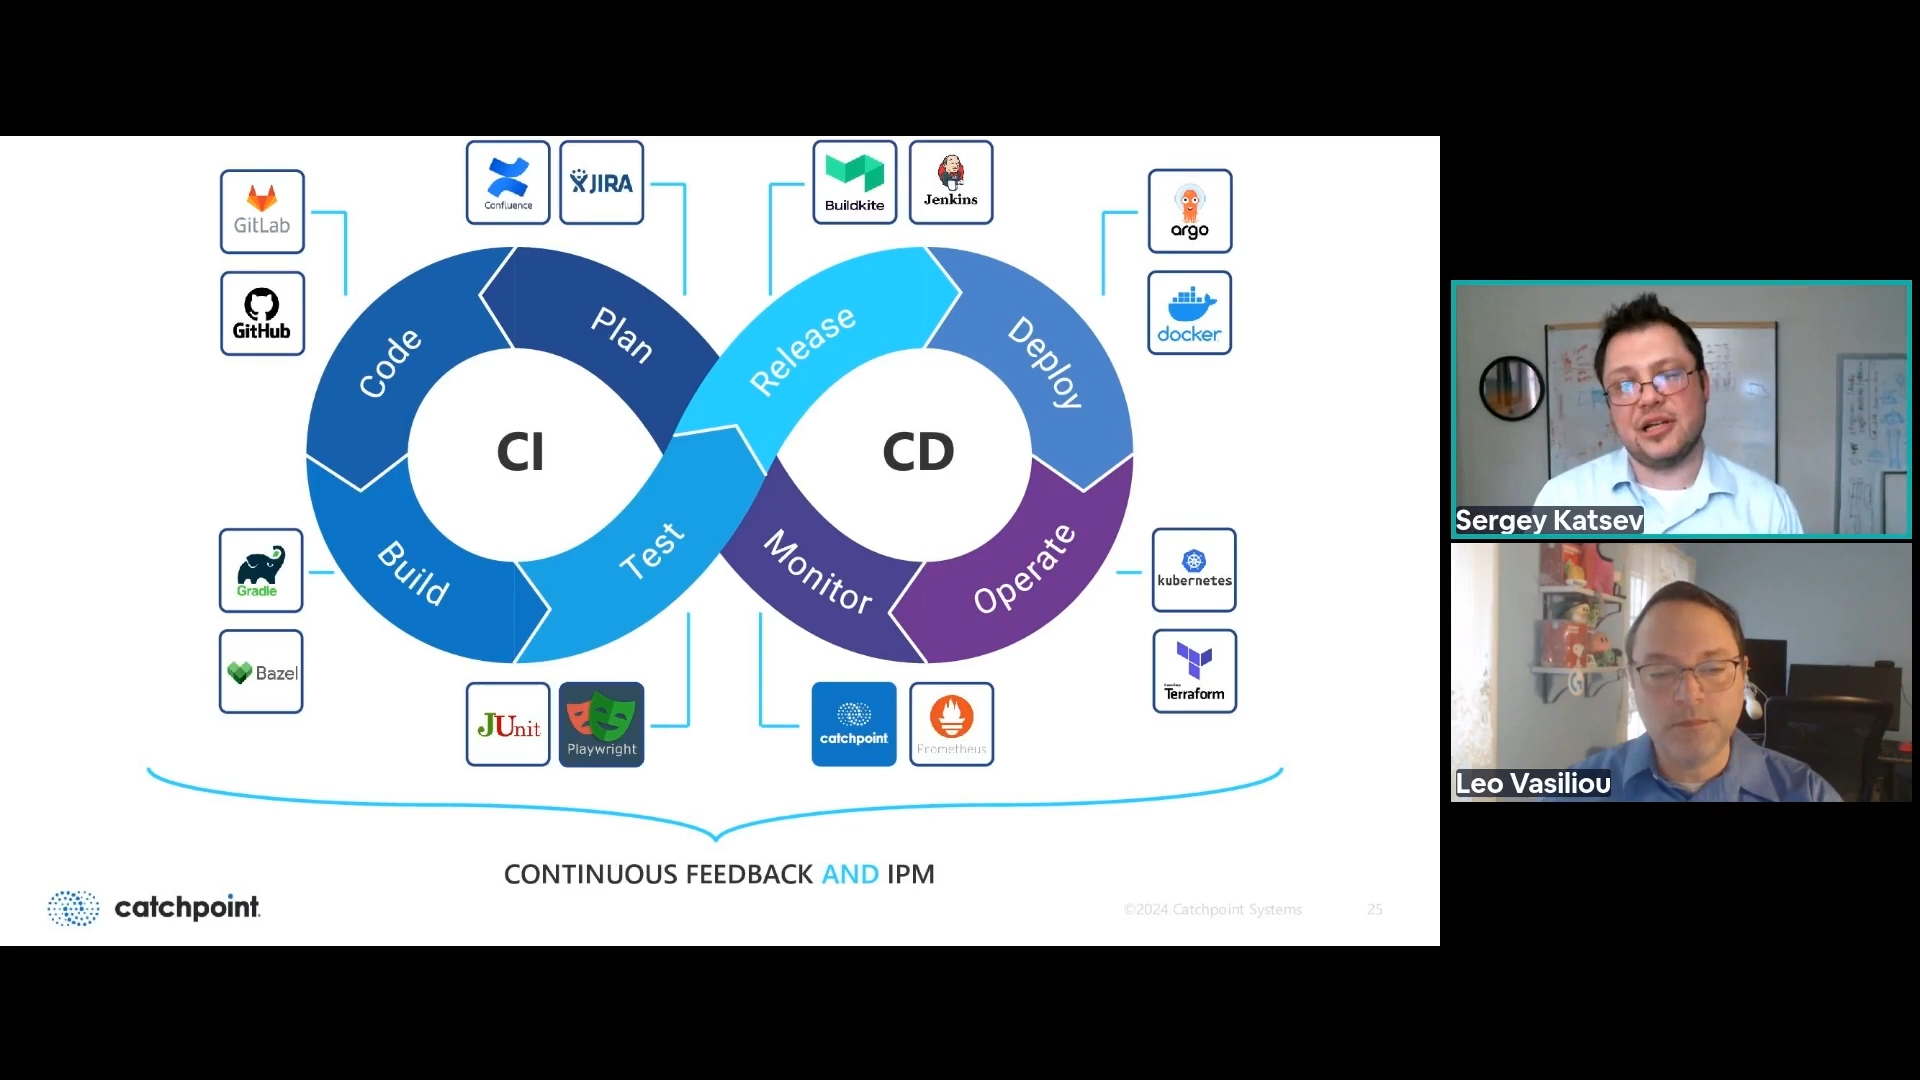 Confluence
JIRA
Buildkite
Jenkins
GitLab
argo
GitHub
docker
Code
Plan
Release
Deploy
CI
CD
Build
Test
Monitor
Operate
Gradle
kubernetes
Bazel
Terraform
JUnit
Playwright
catchpoint
Prometheus
CONTINUOUS FEEDBACK AND IPM
catchpoint.
©2024 Catchpoint Systems
25
Sergey Katsev
Leo Vasiliou